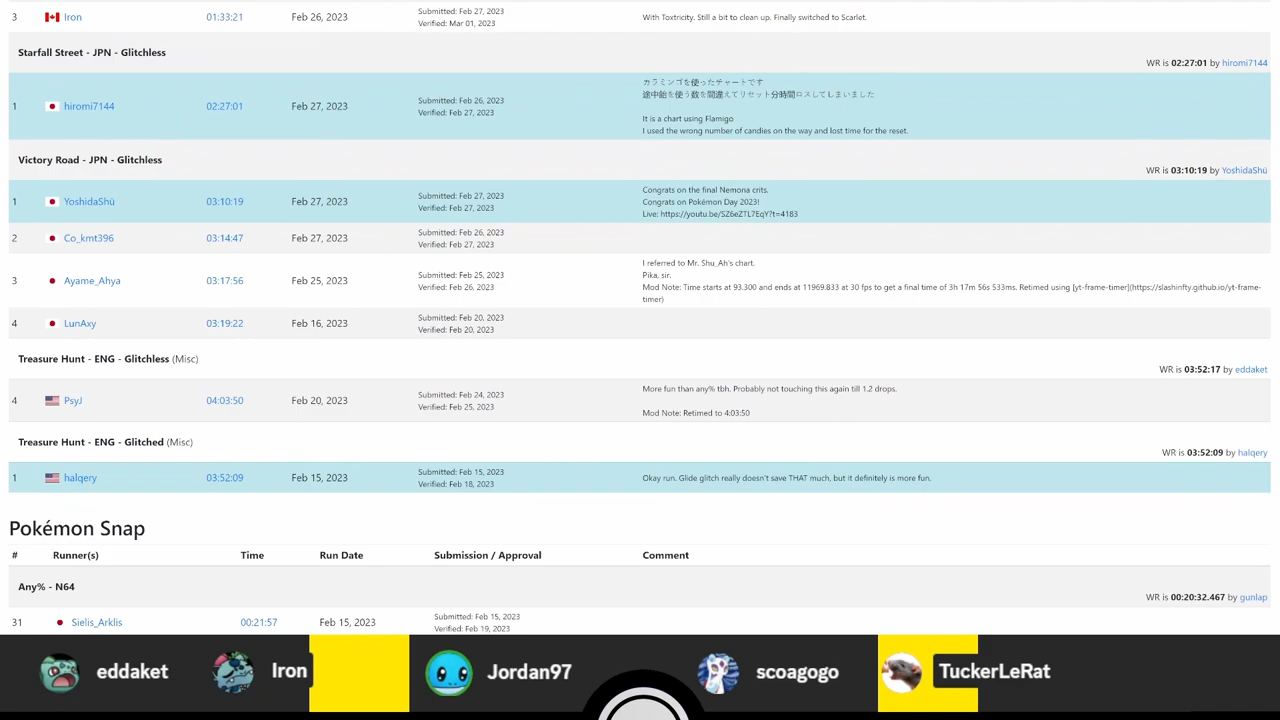 3 Iron 01:33:21 Feb 26, 2023 Submitted: Feb 27, 2023 With Toxtricity. Still a bit to clean up. Finally switched to Scarlet.
Verified: Mar 01, 2023
Starfall Street - JPN - Glitchless
WR is 02:27:01 by hiromi7144
カラミンゴを使ったチャートです
途中飴を使う数を間違えてリセット分時間ロスしてしまいました
1 hiromi7144 02:27:01 Feb 27, 2023 Submitted: Feb 26, 2023
Verified: Feb 27, 2023
It is a chart using Flamigo
I used the wrong number of candies on the way and lost time for the reset.
Victory Road - JPN - Glitchless
WR is 03:10:19 by YoshidaShū
1 YoshidaShū 03:10:19 Feb 27, 2023 Submitted: Feb 27, 2023
Verified: Feb 27, 2023
Congrats on the final Nemona crits.
Congrats on Pokémon Day 2023!
Live: https://youtu.be/SZ6eZTL7EqY?t=4183
2 Co_kmt396 03:14:47 Feb 27, 2023 Submitted: Feb 26, 2023
Verified: Feb 27, 2023
3 Ayame_Ahya 03:17:56 Feb 25, 2023 Submitted: Feb 25, 2023
Verified: Feb 26, 2023
I referred to Mr. Shu_Ah's chart.
Pika, sir.
Mod Note: Time starts at 93.300 and ends at 11969.833 at 30 fps to get a final time of 3h 17m 56s 533ms. Retimed using [yt-frame-timer](https://slashinfty.github.io/yt-frame-
timer)
4 LunAxy 03:19:22 Feb 16, 2023 Submitted: Feb 20, 2023
Verified: Feb 20, 2023
Treasure Hunt - ENG - Glitchless (Misc)
WR is 03:52:17 by eddaket
4 PsyJ 04:03:50 Feb 20, 2023 Submitted: Feb 24, 2023
Verified: Feb 25, 2023
More fun than any% tbh. Probably not touching this again till 1.2 drops.
Mod Note: Retimed to 4:03:50
Treasure Hunt - ENG - Glitched (Misc)
WR is 03:52:09 by halqery
1 halqery 03:52:09 Feb 15, 2023 Submitted: Feb 15, 2023
Verified: Feb 18, 2023
Okay run. Glide glitch really doesn't save THAT much, but it definitely is more fun.
Pokémon Snap
# Runner(s) Time Run Date Submission / Approval Comment
Any% - N64
WR is 00:20:32.467 by gunlap
31 Sielis_Arklis 00:21:57 Feb 15, 2023 Submitted: Feb 15, 2023
Verified: Feb 19, 2023
eddaket Iron Jordan97 scoagogo TuckerLeRat